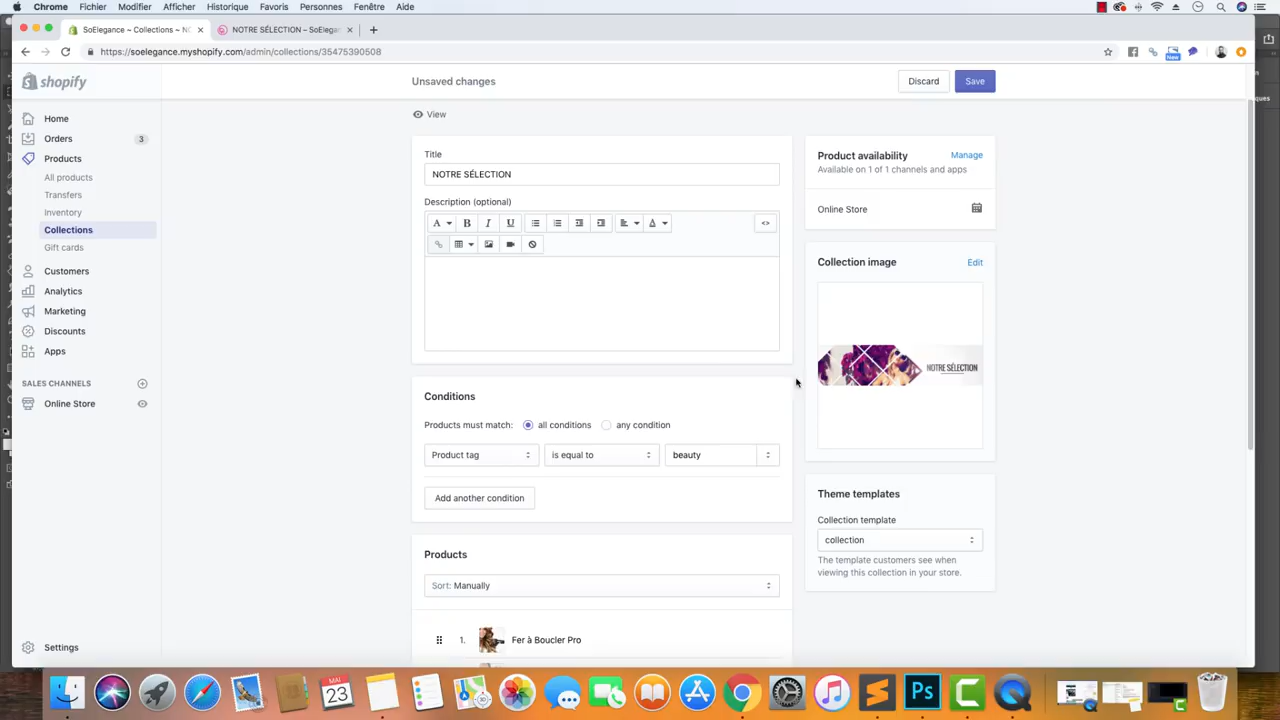 Chrome Fichier Modifier Afficher Historique Favoris Personnes Fenêtre Aide
SoElegance ~ Collections ~ N
NOTRE SÉLECTION – SoElegan
https://soelegance.myshopify.com/admin/collections/35475390508
New
shopify
Unsaved changes
Discard
Save
View
Home
Orders
3
Products
All products
Transfers
Inventory
Collections
Gift cards
Customers
Analytics
Marketing
Discounts
Apps
SALES CHANNELS
Online Store
Settings
Title
NOTRE SÉLECTION
Description (optional)
A B I U A <>
Conditions
Products must match: all conditions any condition
Product tag is equal to beauty
Add another condition
Products
Sort: Manually
1. Fer à Boucler Pro
Product availability Manage
Available on 1 of 1 channels and apps
Online Store
Collection image Edit
NOTRE SÉLECTION
Theme templates
Collection template
collection
The template customers see when
viewing this collection in your store.
MAI
23
Ps